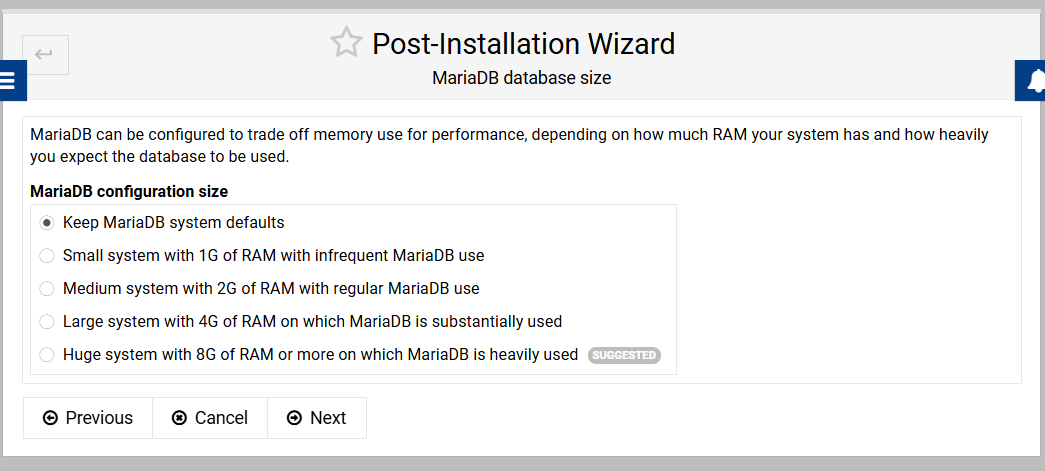 Post-Installation Wizard
MariaDB database size
MariaDB can be configured to trade off memory use for performance, depending on how much RAM your system has and how heavily
you expect the database to be used.
MariaDB configuration size
Keep MariaDB system defaults
Small system with 1G of RAM with infrequent MariaDB use
Medium system with 2G of RAM with regular MariaDB use
Large system with 4G of RAM on which MariaDB is substantially used
Huge system with 8G of RAM or more on which MariaDB is heavily used SUGGESTED
Previous Cancel Next